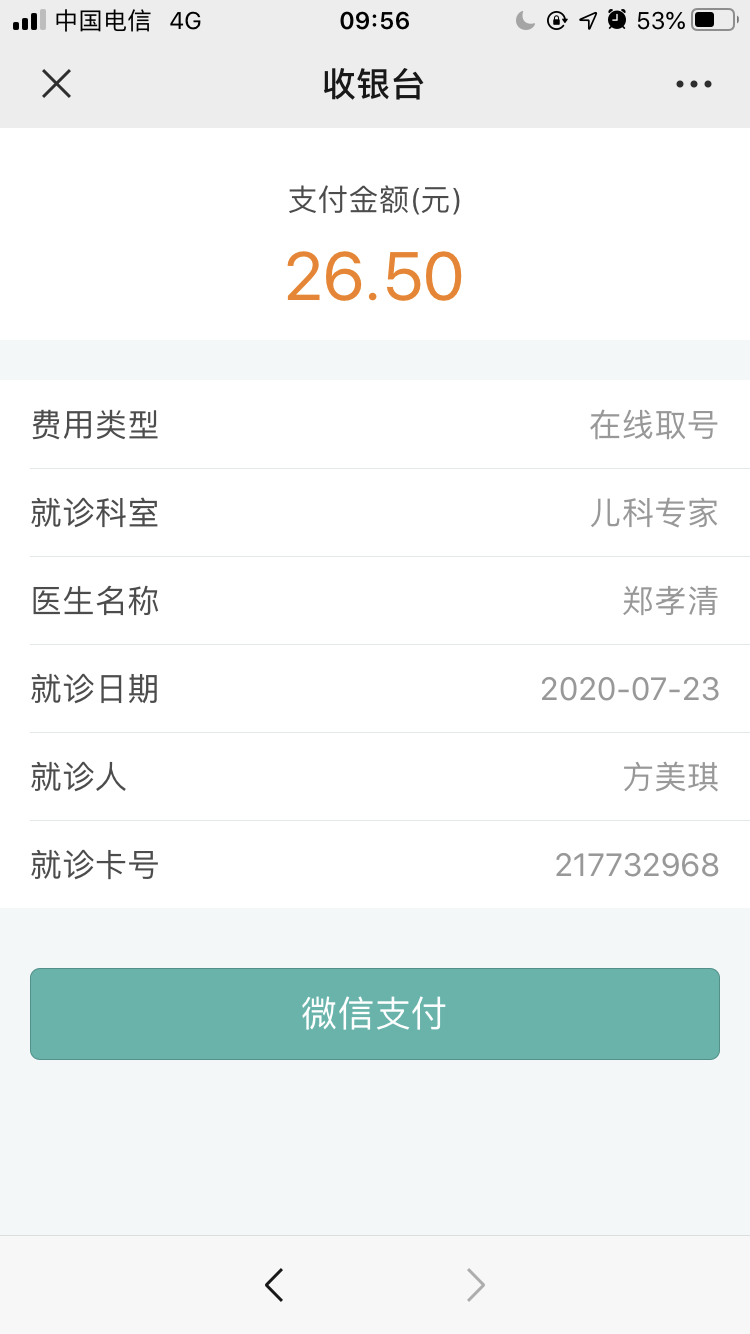 中国电信 4G 09:56 53%
收银台
支付金额(元)
26.50
费用类型 在线取号
就诊科室 儿科专家
医生名称 郑孝清
就诊日期 2020-07-23
就诊人 方美琪
就诊卡号 217732968
微信支付